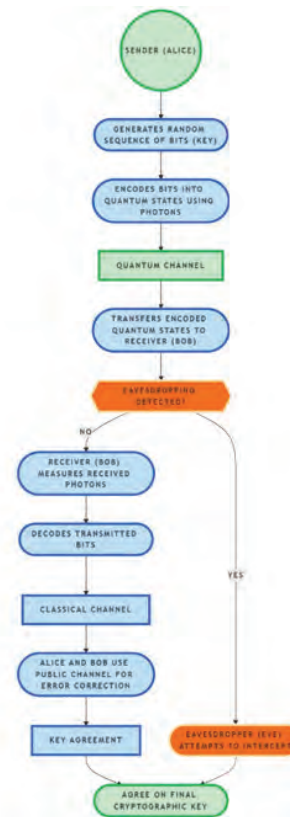 SENDER (ALICE)
GENERATES RANDOM
SEQUENCE OF BITS (KEY)
ENCODES BITS INTO
QUANTUM STATES USING
PHOTONS
QUANTUM CHANNEL
TRANSFERS ENCODED
QUANTUM STATES TO
RECEIVER (BOB)
EAVESDROPPING
DETECTED?
NO
RECEIVER (BOB)
MEASURES RECEIVED
PHOTONS
DECODES TRANSMITTED
BITS
YES
CLASSICAL CHANNEL
ALICE AND BOB USE
PUBLIC CHANNEL FOR
ERROR CORRECTION
KEY AGREEMENT
EAVESDROPPER (EVE)
ATTEMPTS TO INTERCEPT
AGREE ON FINAL
CRYPTOGRAPHIC KEY